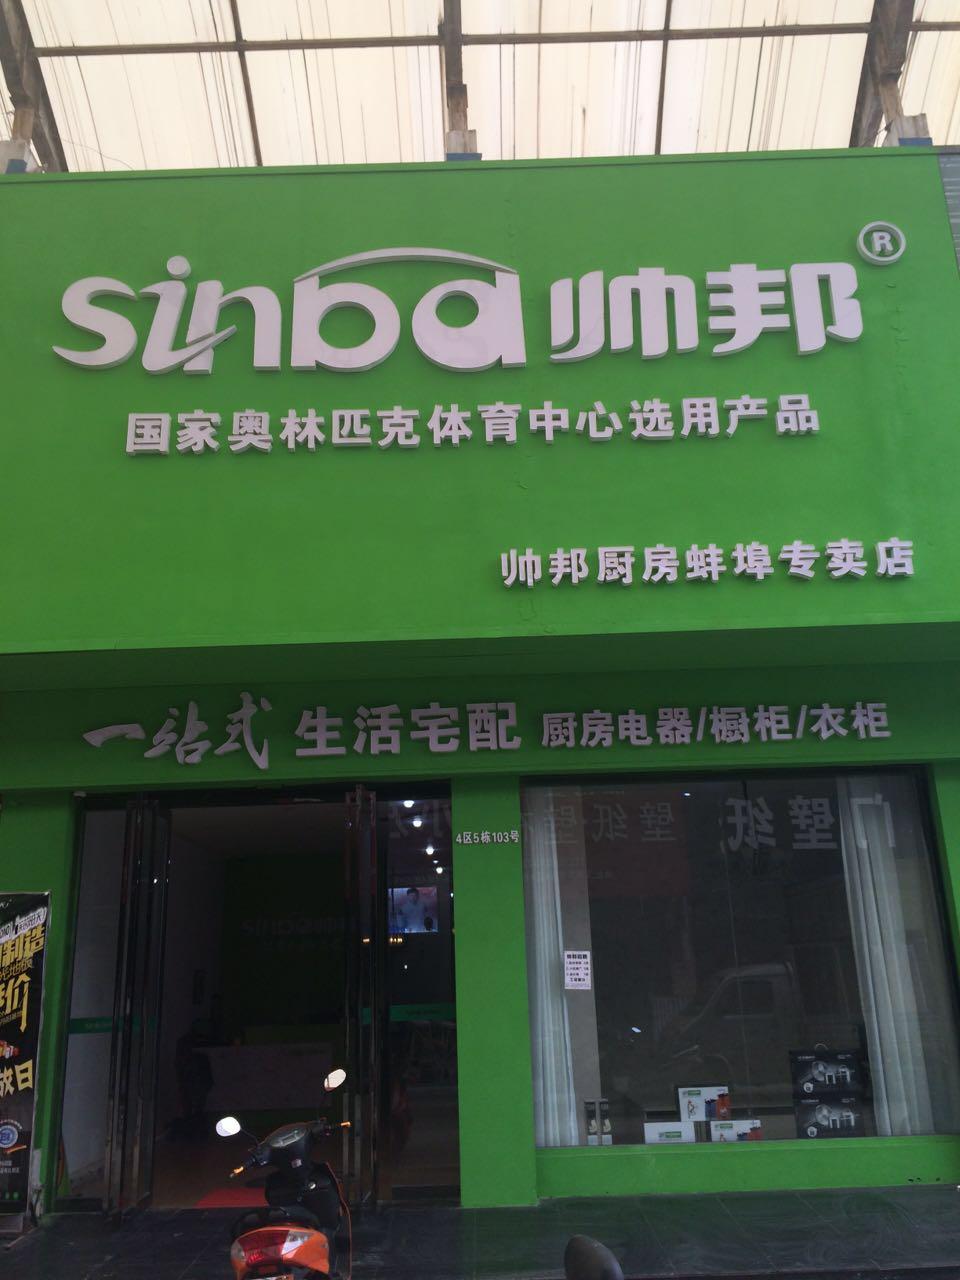 sinba帅邦®
国家奥林匹克体育中心选用产品
帅邦厨房蚌埠专卖店
一站式 生活宅配 厨房电器/橱柜/衣柜
4区5栋103号